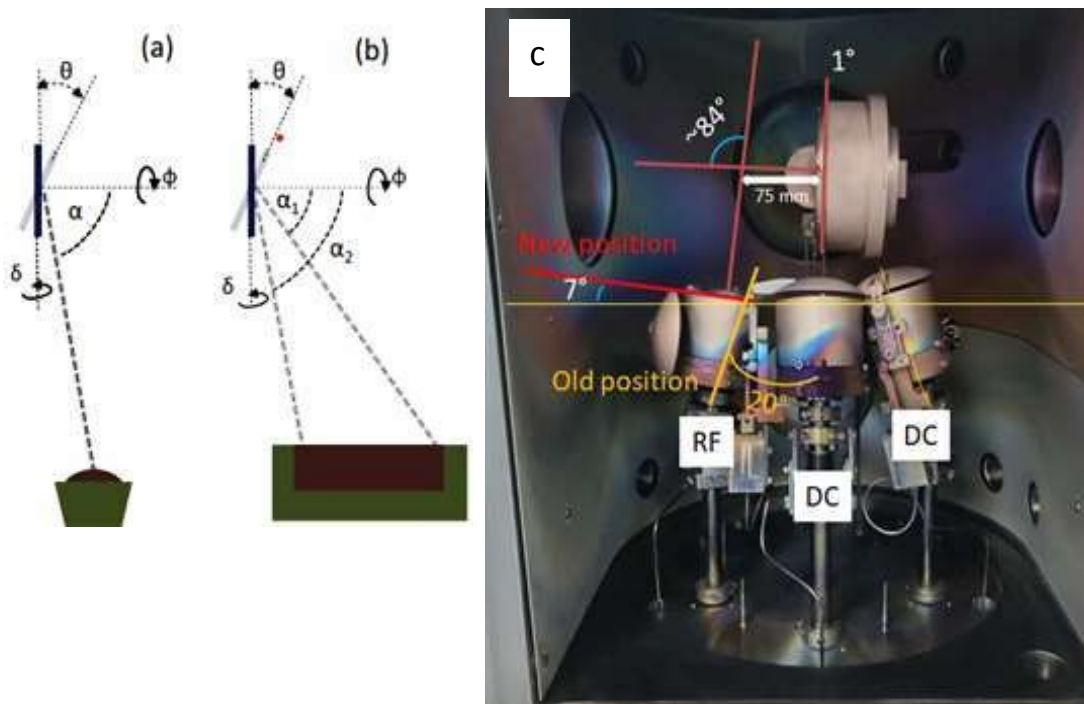 (a)
θ
ϕ
α
δ
(b)
θ
ϕ
α1
α2
δ
c
1°
~84°
75 mm
New position
7°
Old position
20°
RF
DC
DC